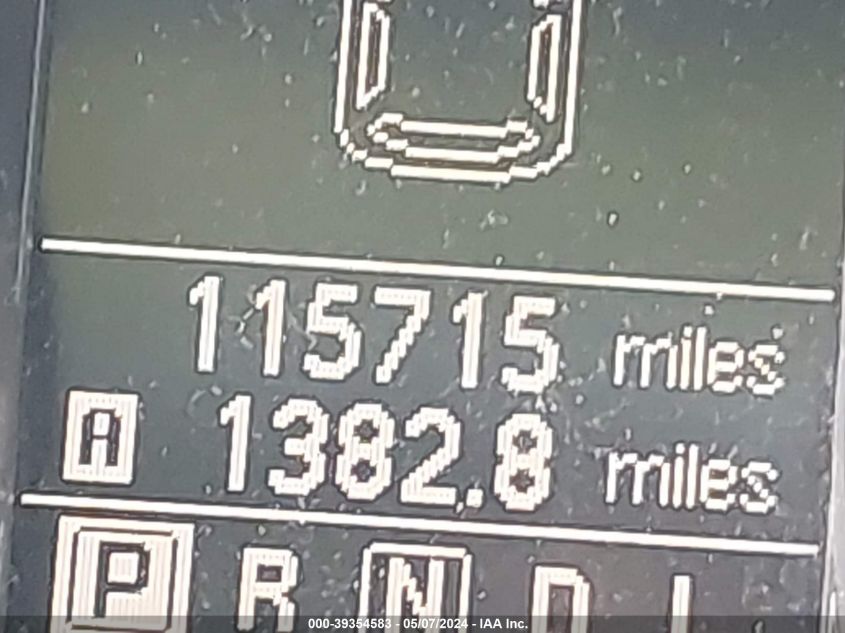 115715 miles
A 1382.8 miles
P R N D L
000-39354583 - 05/07/2024 - IAA Inc.